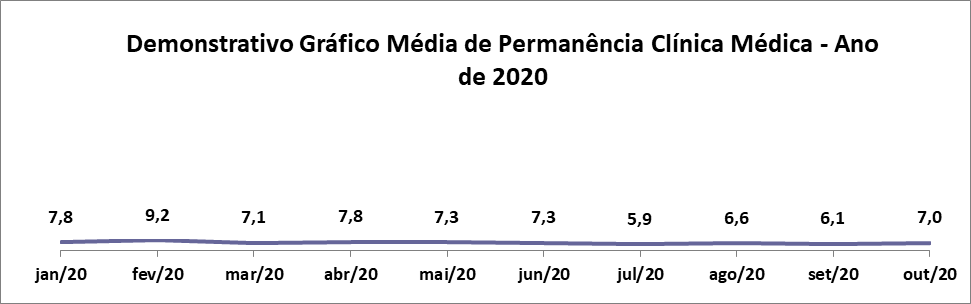 Demonstrativo Gráfico Média de Permanência Clínica Médica - Ano
de 2020
7,8 9,2 7,1 7,8 7,3 7,3 5,9 6,6 6,1 7,0
jan/20 fev/20 mar/20 abr/20 mai/20 jun/20 jul/20 ago/20 set/20 out/20